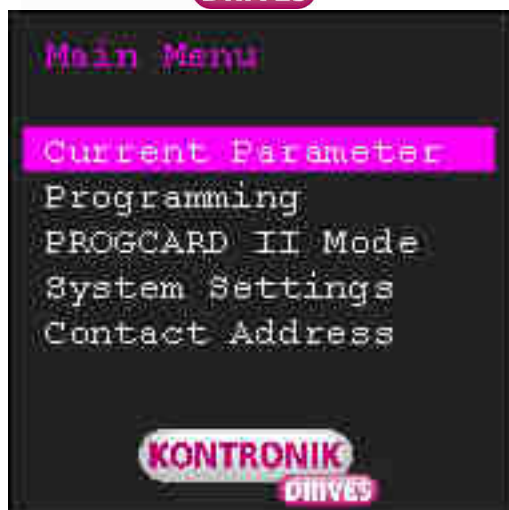 Main Menu
Current Parameter
Programming
PROGCARD II Mode
System Settings
Contact Address
KONTRONIK
DRIVES